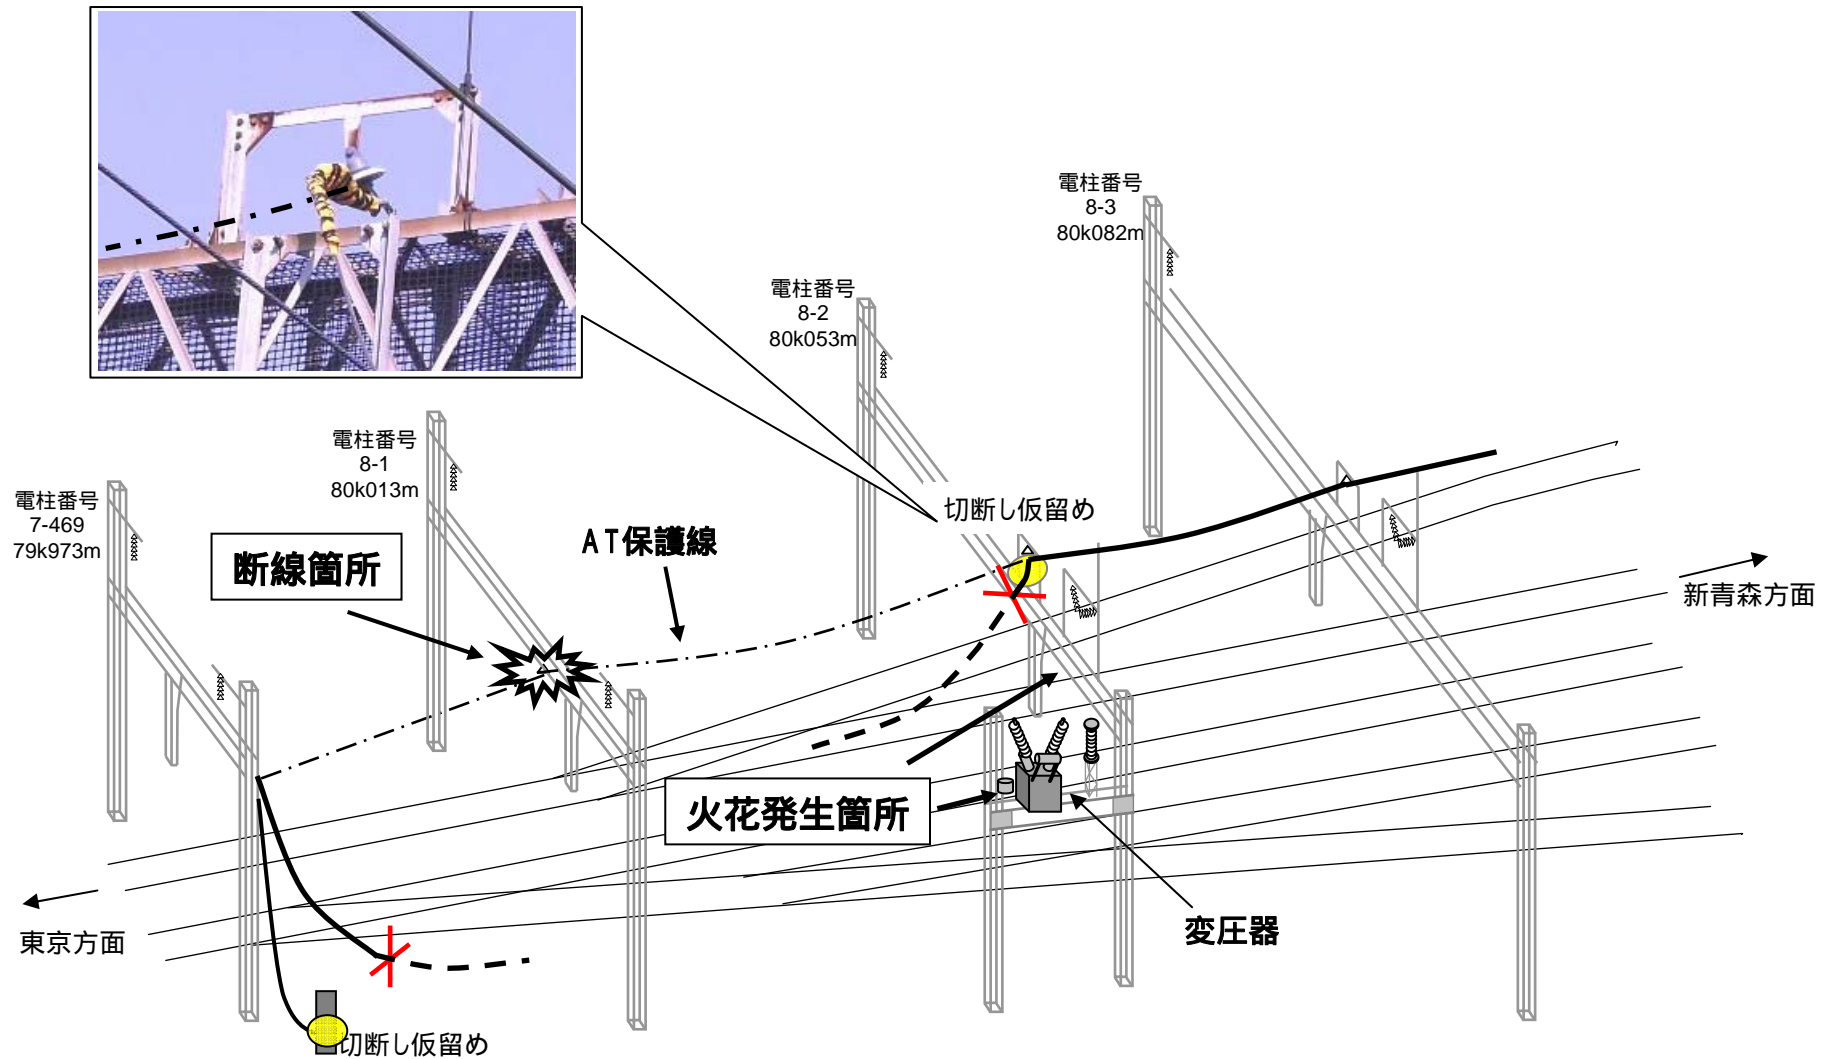 電柱番号
8-3
80k082m
電柱番号
8-2
80k053m
電柱番号
8-1
80k013m
電柱番号
7-469
79k973m
切断し仮留め
AT保護線
断線箇所
新青森方面
火花発生箇所
変圧器
東京方面
切断し仮留め